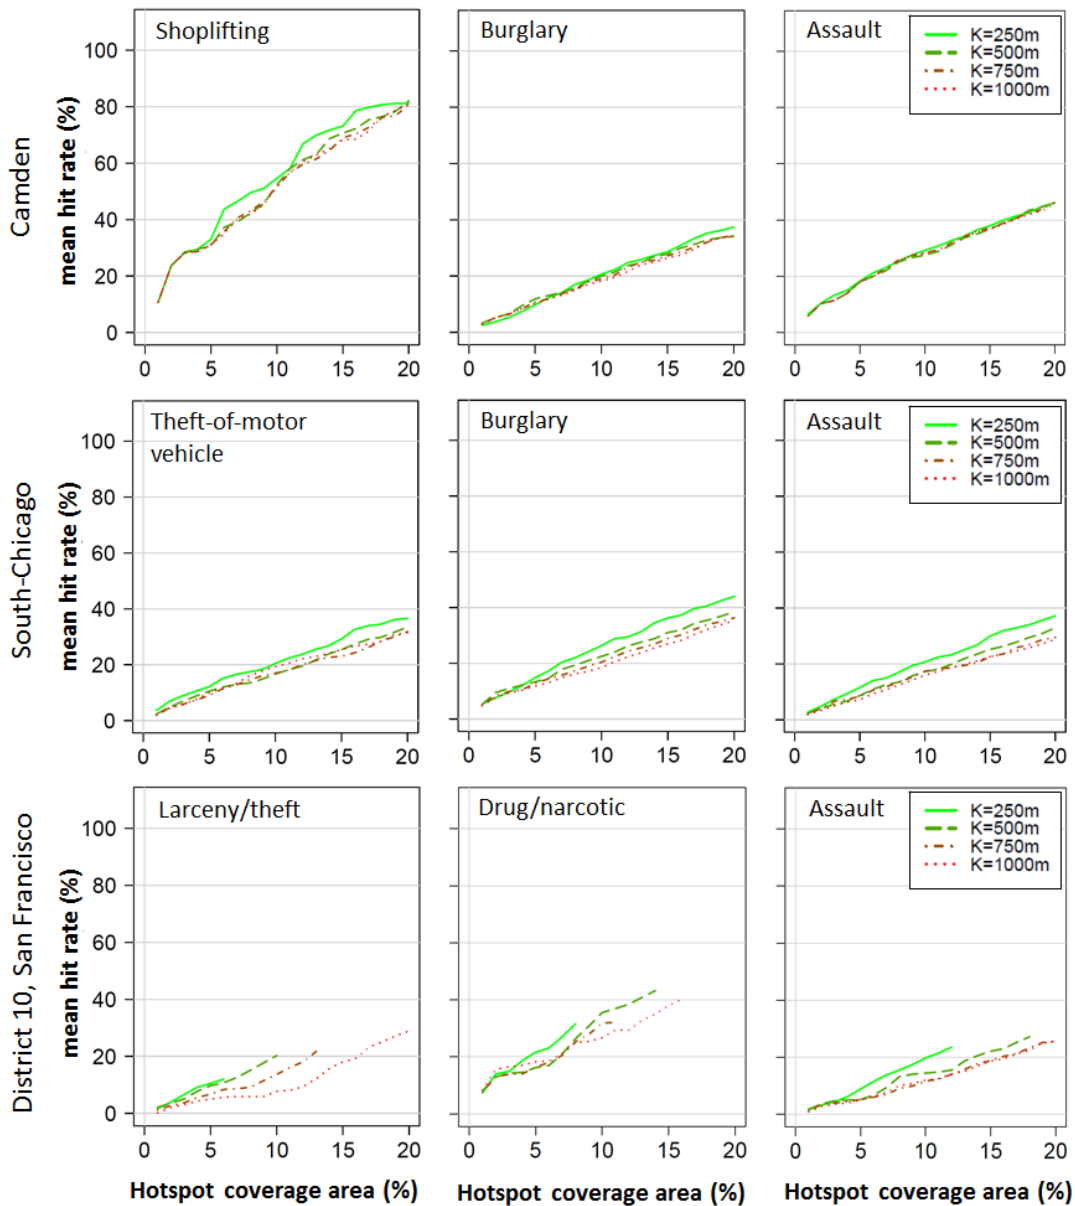 Shoplifting
Burglary
Assault
K=250m
K=500m
K=750m
K=1000m
Camden
mean hit rate (%)
100
80
60
40
20
0
0 5 10 15 20
0 5 10 15 20
0 5 10 15 20
Theft-of-motor
vehicle
Burglary
Assault
K=250m
K=500m
K=750m
K=1000m
South-Chicago
mean hit rate (%)
100
80
60
40
20
0
0 5 10 15 20
0 5 10 15 20
0 5 10 15 20
Larceny/theft
Drug/narcotic
Assault
K=250m
K=500m
K=750m
K=1000m
District 10, San Francisco
mean hit rate (%)
100
80
60
40
20
0
0 5 10 15 20
0 5 10 15 20
0 5 10 15 20
Hotspot coverage area (%)
Hotspot coverage area (%)
Hotspot coverage area (%)